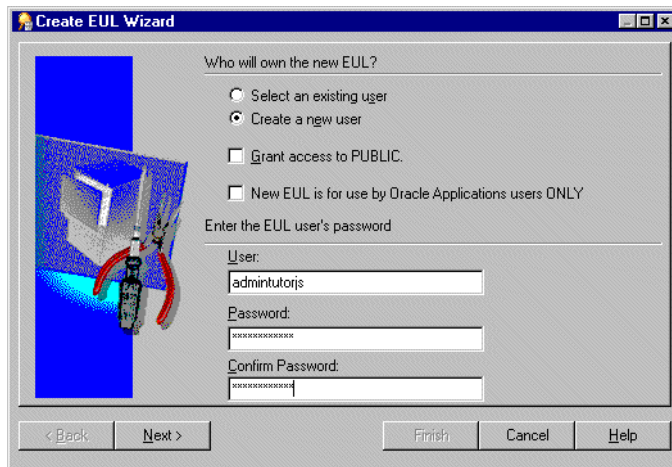 Create EUL Wizard
Who will own the new EUL?
Select an existing user
Create a new user
Grant access to PUBLIC.
New EUL is for use by Oracle Applications users ONLY
Enter the EUL user's password
User:
admintutorjs
Password:
************
Confirm Password:
************
< Back Next > Finish Cancel Help